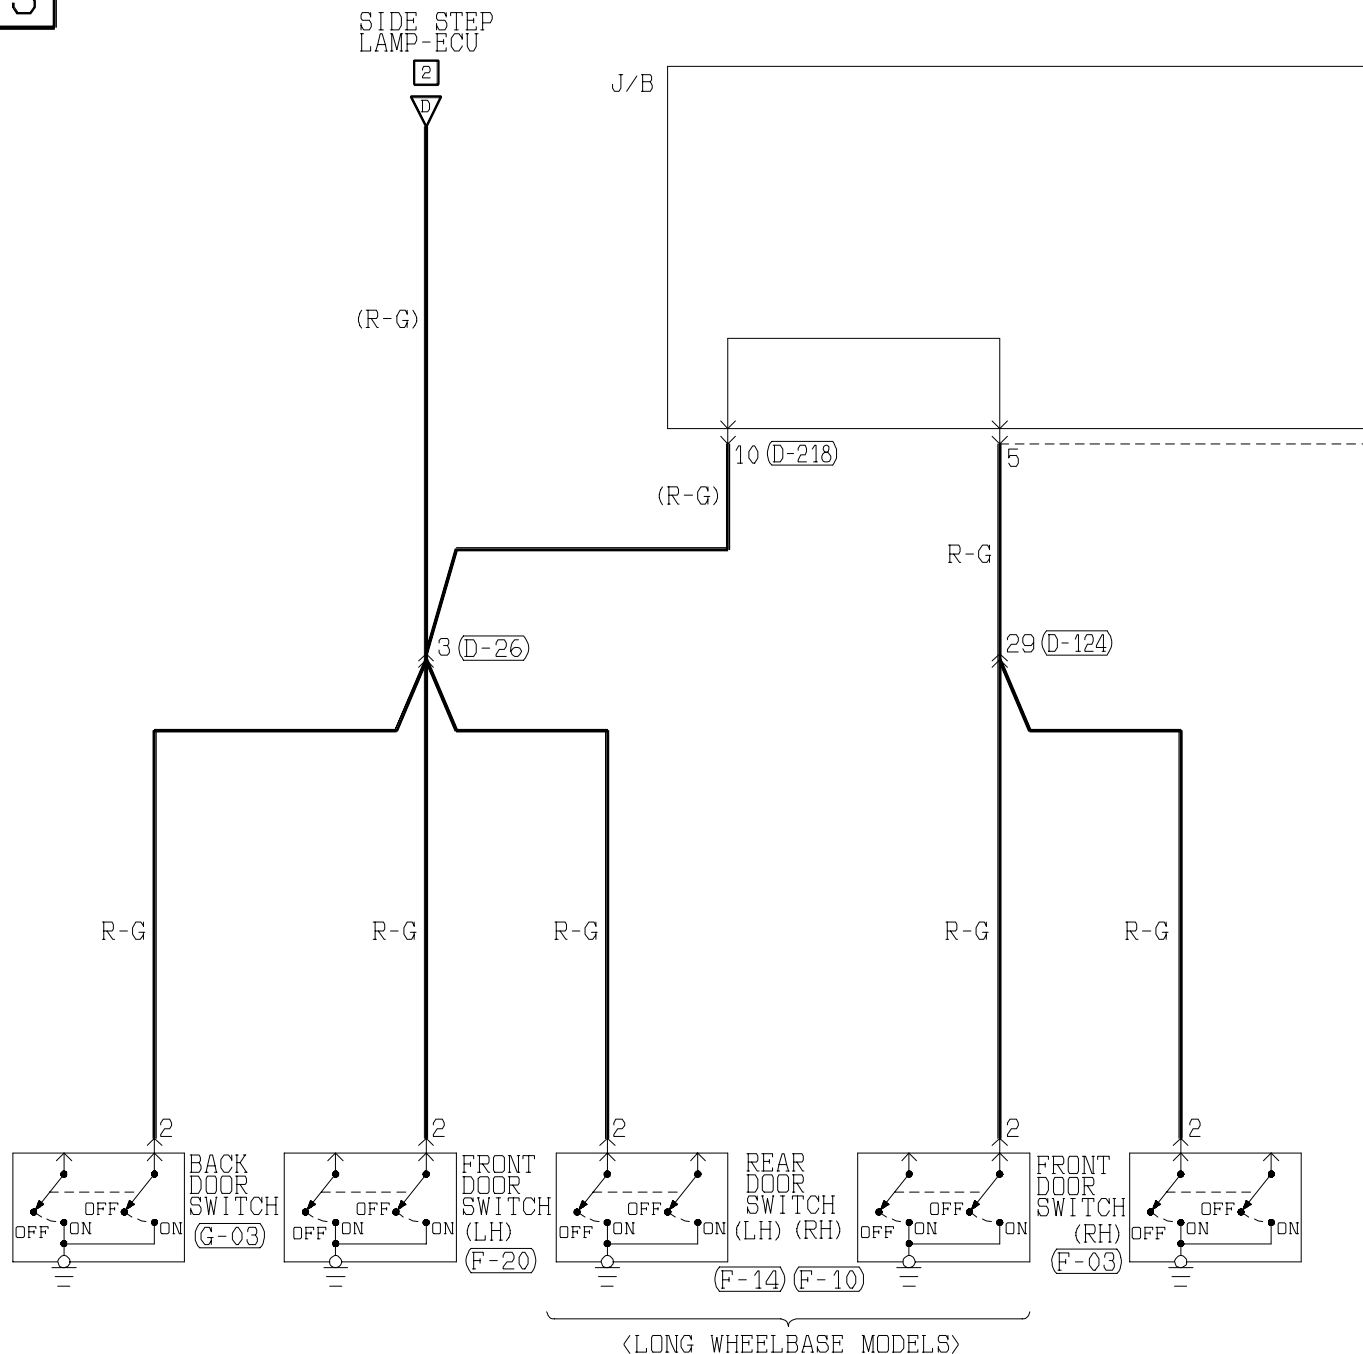 SIDE STEP
LAMP-ECU
2
D
J/B
(R-G)
10 (D-218)
5
(R-G)
R-G
3 (D-26)
29 (D-124)
R-G
R-G
R-G
R-G
R-G
2
2
2
2
2
BACK
DOOR
SWITCH
(G-03)
OFF
OFF
ON
ON
FRONT
DOOR
SWITCH
(LH)
(F-20)
OFF
OFF
ON
ON
REAR
DOOR
SWITCH
(LH) (RH)
(F-14) (F-10)
OFF
OFF
ON
ON
FRONT
DOOR
SWITCH
(RH)
(F-03)
OFF
OFF
ON
ON
OFF
OFF
ON
ON
<LONG WHEELBASE MODELS>